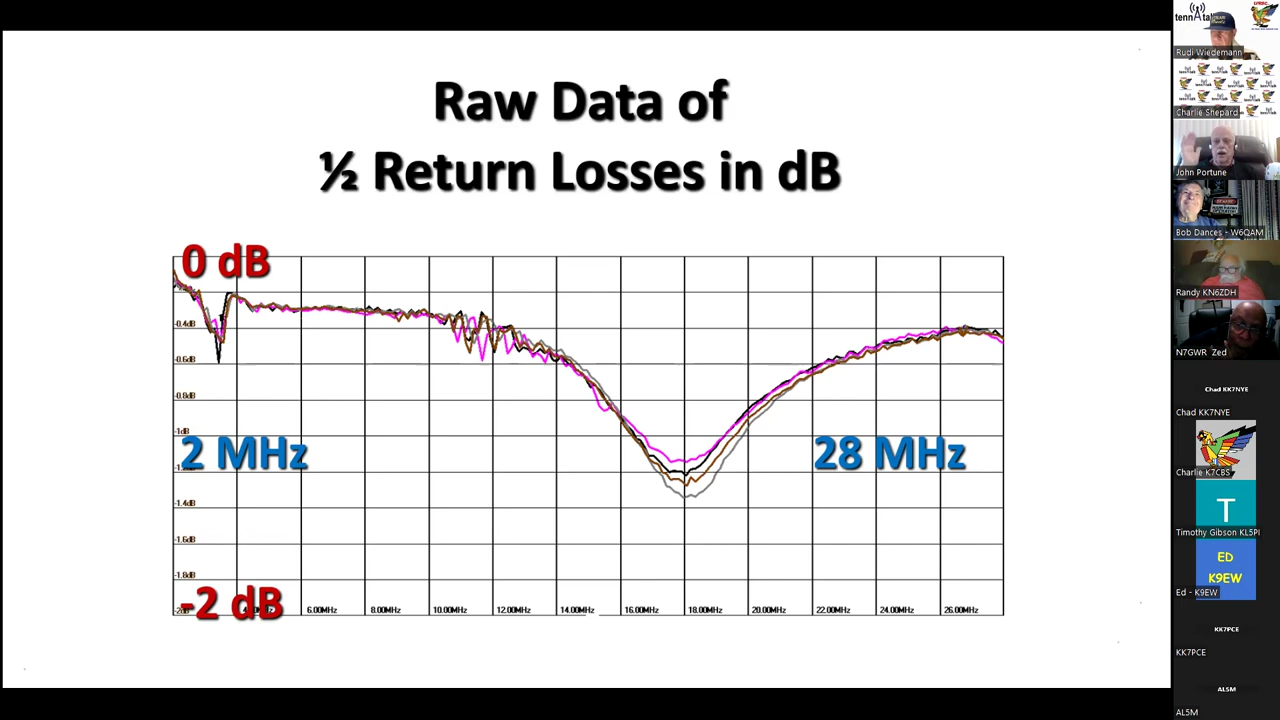 Raw Data of
½ Return Losses in dB
0 dB
-0.4dB
-0.6dB
-0.8dB
-1dB
2 MHz
28 MHz
-1.4dB
-1.6dB
-1.8dB
-2 dB
6.00MHz
8.00MHz
10.00MHz
12.00MHz
14.00MHz
16.00MHz
18.00MHz
20.00MHz
22.00MHz
24.00MHz
26.00MHz
tennAtalk
Rudi Wiedemann
Charlie Shepard
John Portune
Bob Dances - W6QAM
Randy KN6ZDH
N7GWR Zed
Chad KK7NYE
Chad KK7NYE
Charlie K7CBS
T
Timothy Gibson KL5PI
ED
K9EW
Ed - K9EW
KK7PCE
KK7PCE
AL5M
AL5M